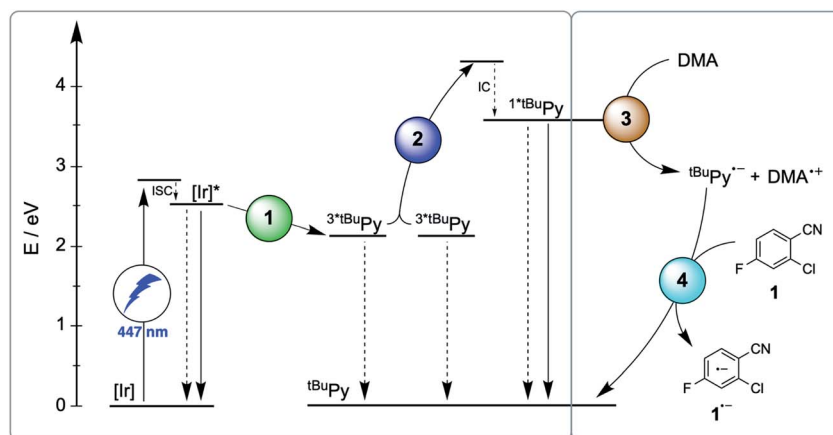 E / eV
4
3
2
1
0
ISC
[Ir]*
447 nm
[Ir]
1
³*ᵗᴮᵘPy
³*ᵗᴮᵘPy
2
IC
¹*ᵗᴮᵘPy
ᵗᴮᵘPy
3
DMA
ᵗᴮᵘPy•− + DMA•+
4
CN
F
Cl
1
CN
•−
F
Cl
1•−